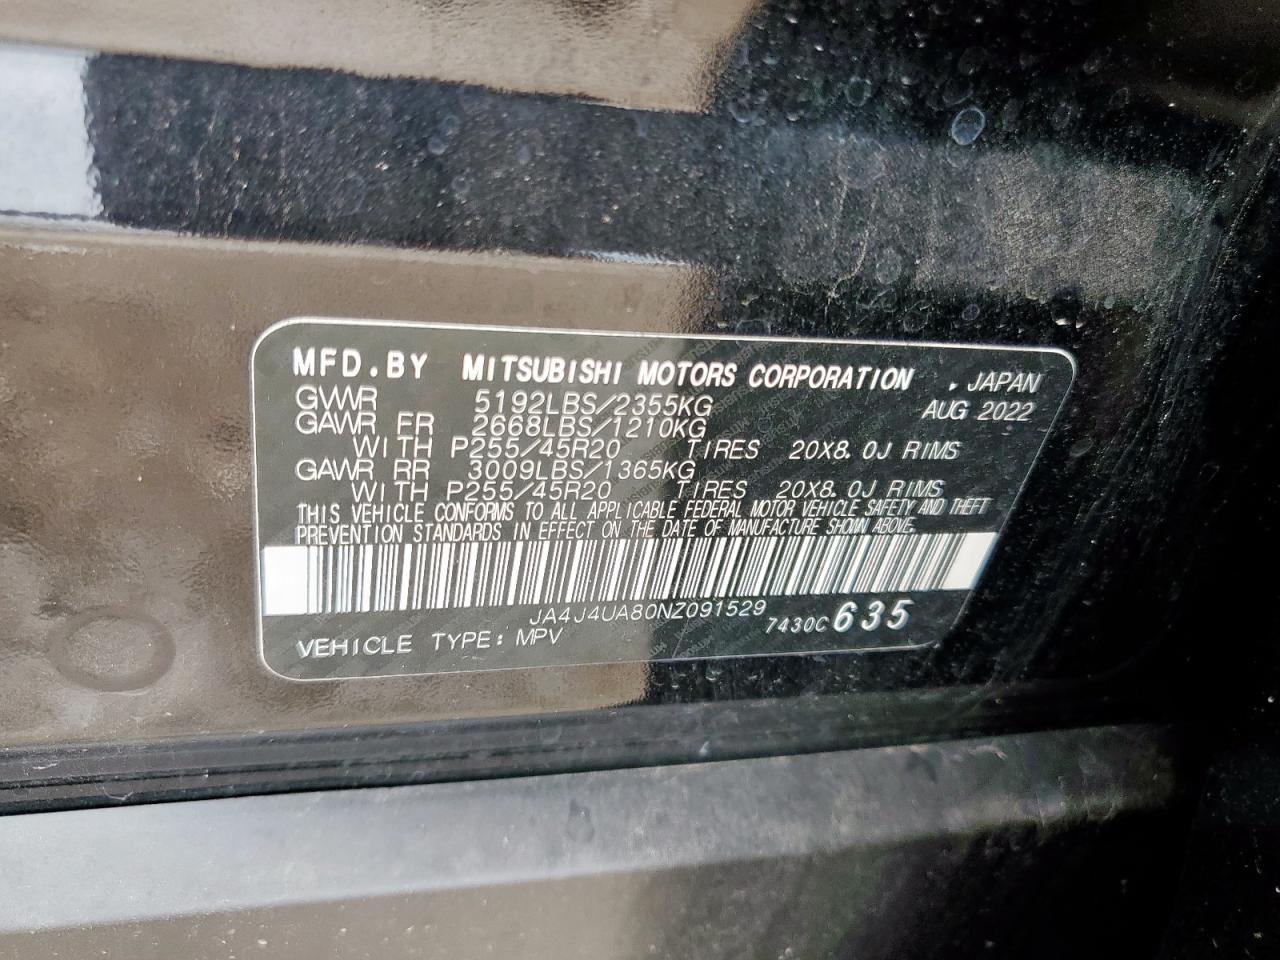 MFD.BY MITSUBISHI MOTORS CORPORATION .JAPAN
GVWR 5192LBS/2355KG AUG 2022
GAWR FR 2668LBS/1210KG
WITH P255/45R20 TIRES 20X8.0J RIMS
GAWR RR 3009LBS/1365KG
WITH P255/45R20 TIRES 20X8.0J RIMS
THIS VEHICLE CONFORMS TO ALL APPLICABLE FEDERAL MOTOR VEHICLE SAFETY AND THEFT
PREVENTION STANDARDS IN EFFECT ON THE DATE OF MANUFACTURE SHOWN ABOVE.
JA4J4UA80NZ091529
VEHICLE TYPE: MPV 7430C 635